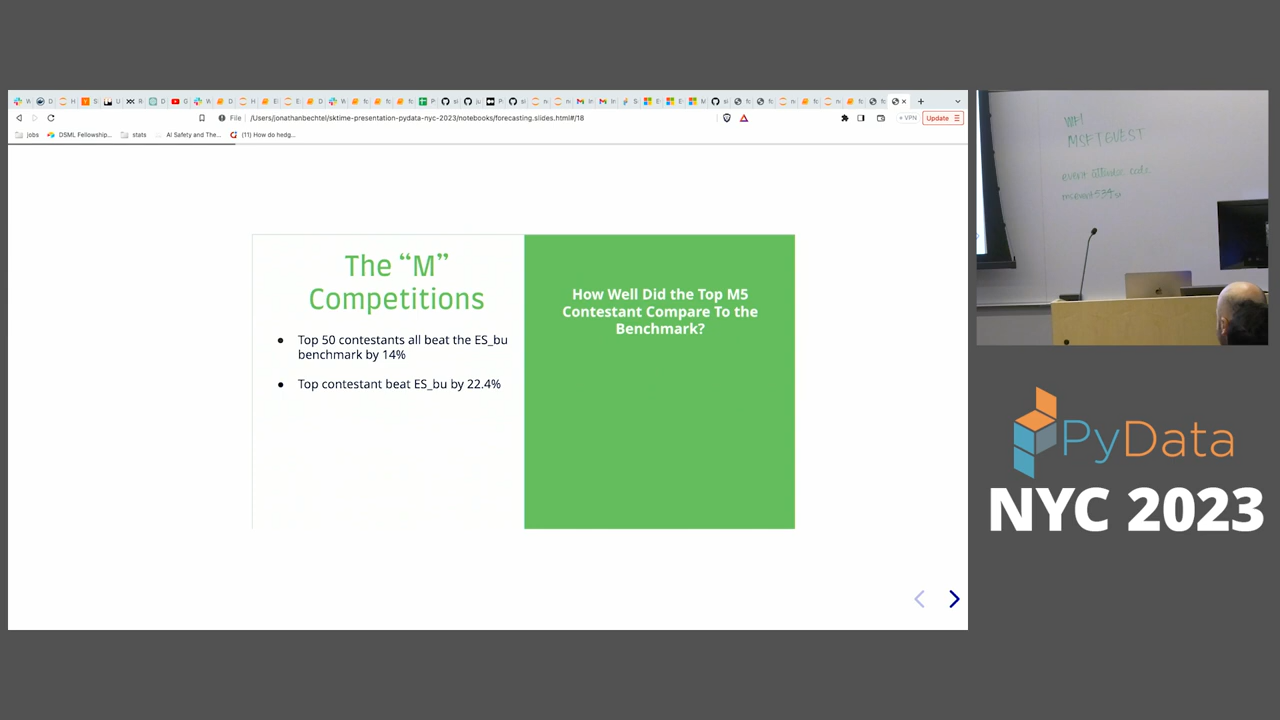 File
/Users/jonathanbechtel/sktime-presentation-pydata-nyc-2023/notebooks/forecasting.slides.html#/18
VPN
Update
jobs
DSML Fellowship...
stats
AI Safety and The...
(11) How do hedg...
The “M”
Competitions
● Top 50 contestants all beat the ES_bu
benchmark by 14%
● Top contestant beat ES_bu by 22.4%
How Well Did the Top M5
Contestant Compare To the
Benchmark?
MSFTGUEST
PyData
NYC 2023